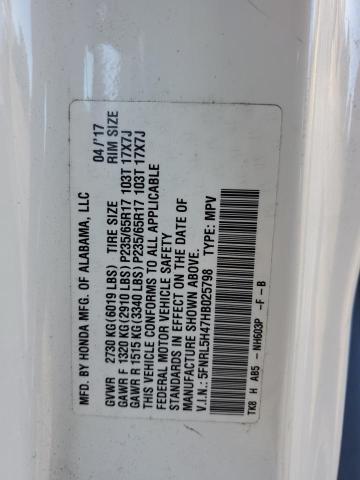 MFD. BY HONDA MFG. OF ALABAMA, LLC 04/'17
GVWR 2730 KG(6019 LBS) TIRE SIZE RIM SIZE
GAWR F 1320 KG(2910 LBS) P235/65R17 103T 17X7J
GAWR R 1515 KG(3340 LBS) P235/65R17 103T 17X7J
THIS VEHICLE CONFORMS TO ALL APPLICABLE
FEDERAL MOTOR VEHICLE SAFETY
STANDARDS IN EFFECT ON THE DATE OF
MANUFACTURE SHOWN ABOVE.
V.I.N.: 5FNRL5H47HB025798 TYPE: MPV
TK8 H AB5 - NH603P -F -B